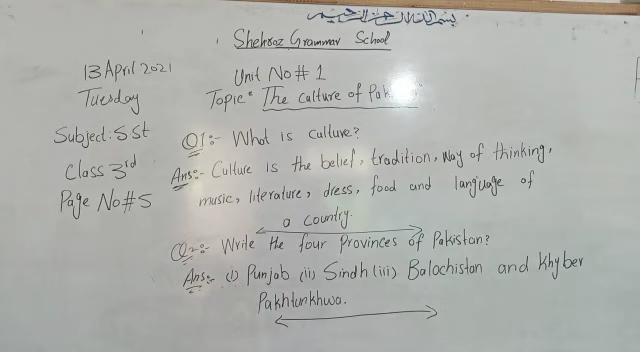 بسم اللہ الرحمن الرحیم
Shehroz Grammar School
13 April 2021
Unit No # 1
Tuesday
Topic: "The culture of
Subject: S St
Q1:- What is culture?
Class 3rd
Ans:- Culture is the belief, tradition, way of thinking,
Page No#5
music, literature, dress, food and language of
a country.
Q2:- Write the four Provinces of Pakistan?
Ans:- (i) Punjab (ii) Sindh (iii) Balochistan and Khyber
Pakhtunkhwa.